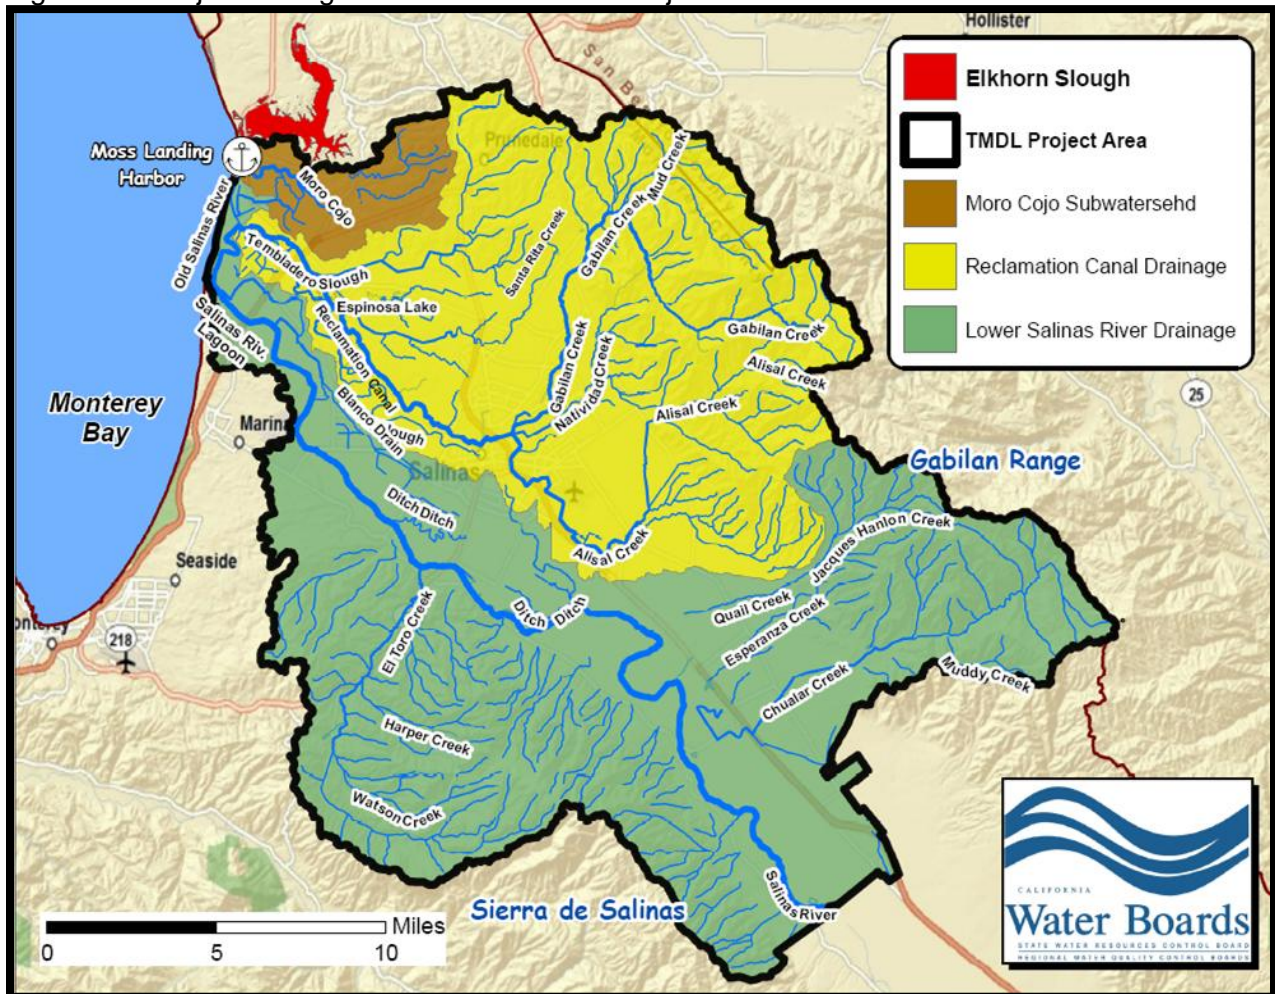 Hollister
San Be
Elkhorn Slough
TMDL Project Area
Moro Cojo Subwatersehd
Reclamation Canal Drainage
Lower Salinas River Drainage
Prunedale
Moss Landing
Harbor
Moro Cojo
Mud Creek
Gabilan Creek
Santa Rita Creek
Old Salinas River
Tembladero Slough
Espinosa Lake
Reclamation Canal
Salinas Riv.
Lagoon
Gabilan Creek
Natividad Creek
Gabilan Creek
Alisal Creek
Alisal Creek
25
Monterey
Bay
Marina
Blanco Drain
lough
Salinas
Gabilan Range
Ditch Ditch
Jacques Hanlon Creek
Alisal Creek
Seaside
218
Ditch Ditch
Quail Creek
Esperanza Creek
El Toro Creek
Chualar Creek
Muddy Creek
Harper Creek
Watson Creek
Salinas River
Sierra de Salinas
Miles
0 5 10
CALIFORNIA
Water Boards
STATE WATER RESOURCES CONTROL BOARD
REGIONAL WATER QUALITY CONTROL BOARDS